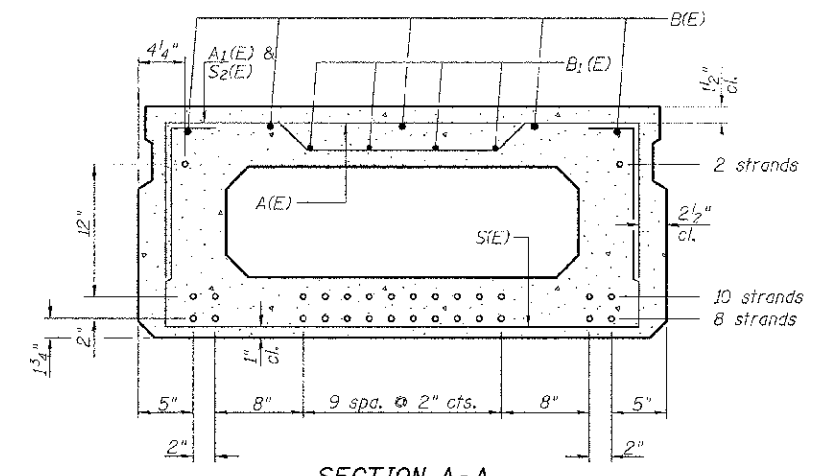 B(E)
4¼"
A1(E) &
S2(E)
B1(E)
1½"
cl.
2 strands
A(E)
12"
2½"
cl.
S(E)
10 strands
8 strands
1¾"
2"
1"
cl.
5"
8"
9 spa. @ 2" cts.
8"
5"
2"
2"
SECTION A-A